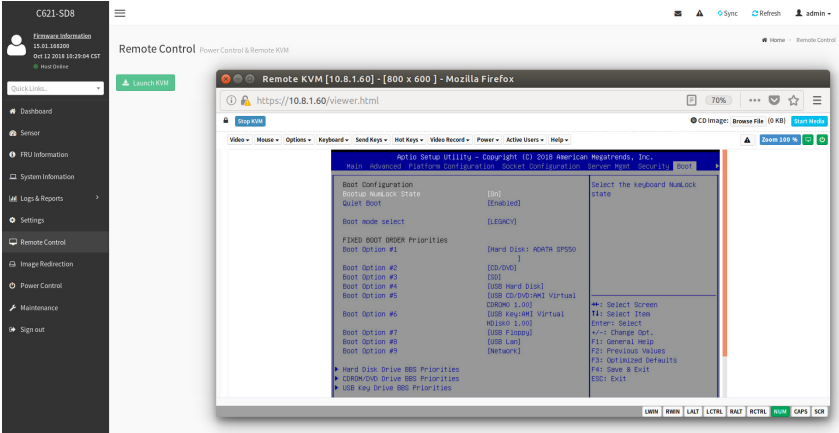 C621-SD8
Sync Refresh admin
Firmware Information
15.01.168200
Oct 12 2018 10:29:04 CST
Host Online
Quick Links..
Dashboard
Sensor
FRU Information
System Infomation
Logs & Reports
Settings
Remote Control
Image Redirection
Power Control
Maintenance
Sign out
Remote Control Power Control & Remote KVM
Home Remote Control
Launch KVM
Remote KVM [10.8.1.60] - [800 x 600 ] - Mozilla Firefox
https://10.8.1.60/viewer.html 70%
Stop KVM CD Image: Browse File (0 KB) Start Media
Video Mouse Options Keyboard Send Keys Hot Keys Video Record Power Active Users Help Zoom 100 %
Aptio Setup Utility - Copyright (C) 2018 American Megatrends, Inc.
Main Advanced Platform Configuration Socket Configuration Server Mgmt Security Boot
Boot Configuration
Bootup NumLock State [On]
Quiet Boot [Enabled]
Boot mode select [LEGACY]
FIXED BOOT ORDER Priorities
Boot Option #1 [Hard Disk: ADATA SP550
]
Boot Option #2 [CD/DVD]
Boot Option #3 [SD]
Boot Option #4 [USB Hard Disk]
Boot Option #5 [USB CD/DVD:AMI Virtual
CDROM0 1.00]
Boot Option #6 [USB Key:AMI Virtual
HDisk0 1.00]
Boot Option #7 [USB Floppy]
Boot Option #8 [USB Lan]
Boot Option #9 [Network]
Hard Disk Drive BBS Priorities
CDROM/DVD Drive BBS Priorities
USB Key Drive BBS Priorities
Select the keyboard NumLock
state
: Select Screen
: Select Item
Enter: Select
+/-: Change Opt.
F1: General Help
F2: Previous Values
F3: Optimized Defaults
F4: Save & Exit
ESC: Exit
LWIN RWIN LALT LCTRL RALT RCTRL NUM CAPS SCR